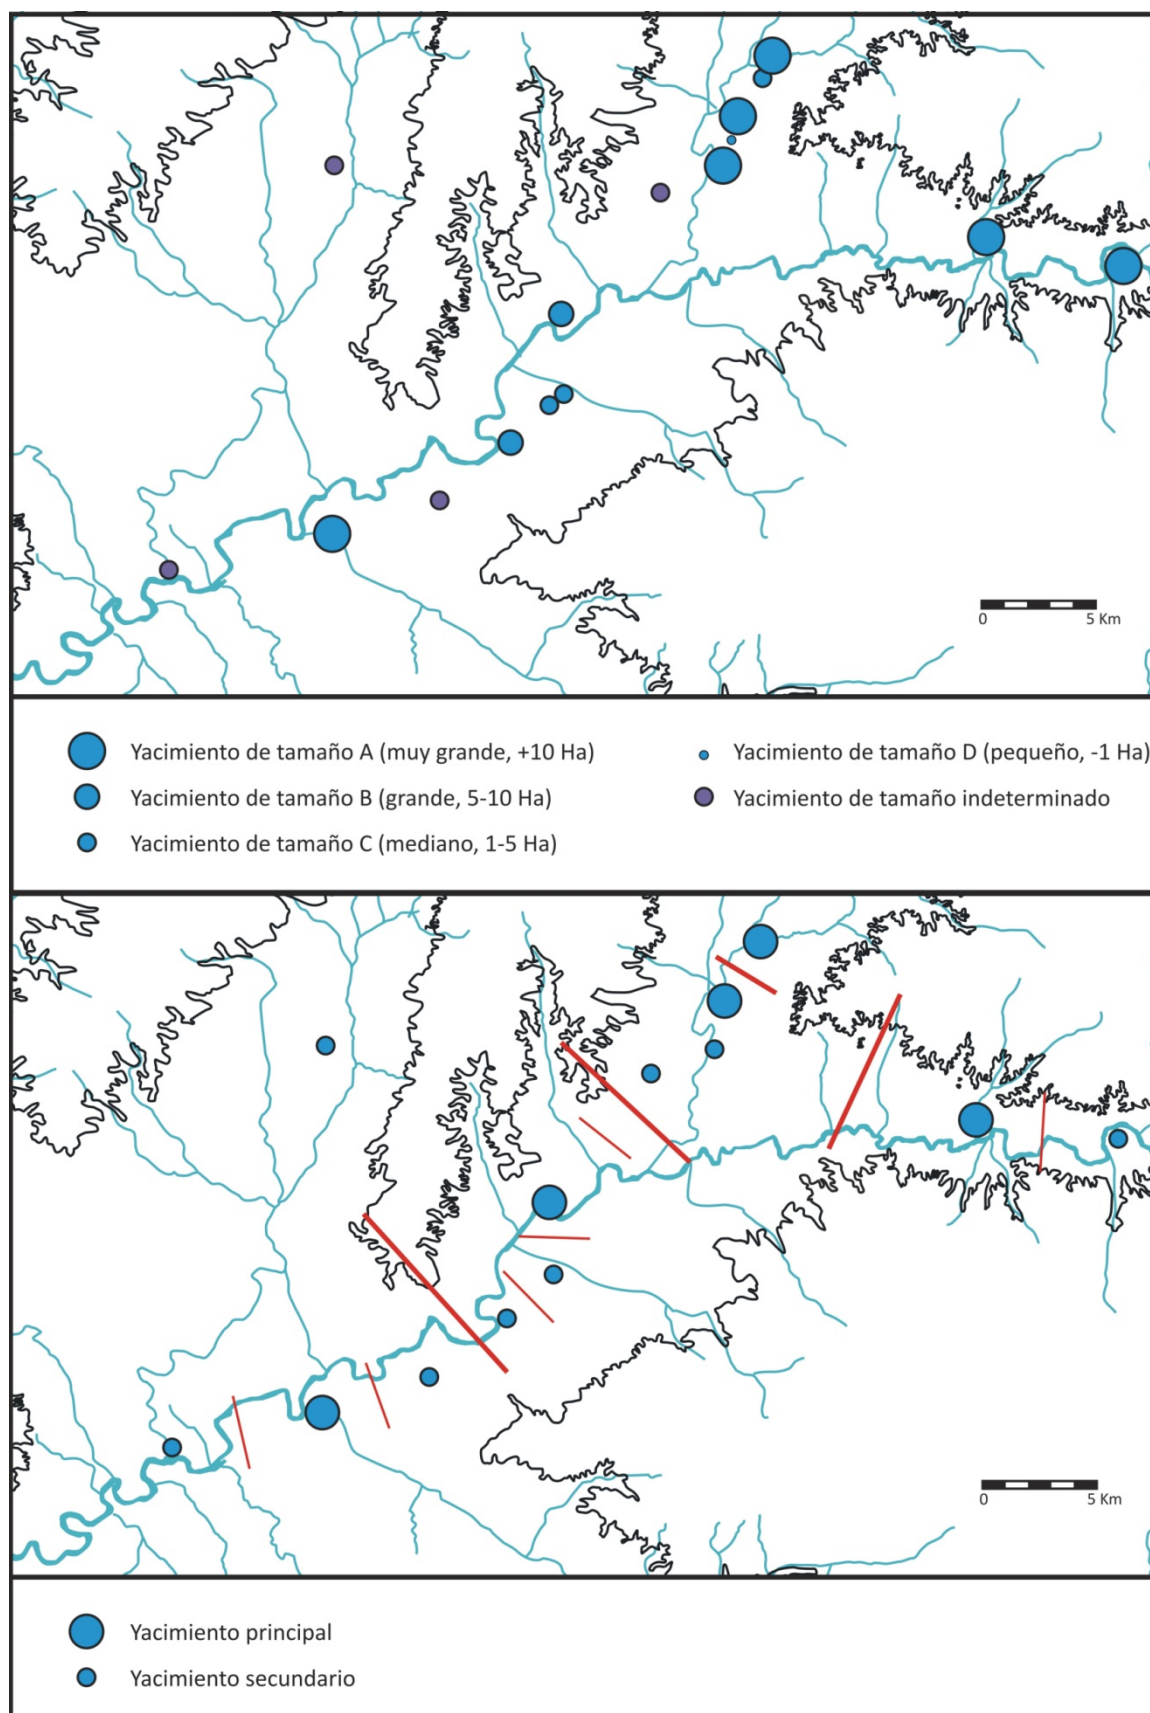 0 5 Km
Yacimiento de tamaño A (muy grande, +10 Ha)
Yacimiento de tamaño B (grande, 5-10 Ha)
Yacimiento de tamaño C (mediano, 1-5 Ha)
Yacimiento de tamaño D (pequeño, -1 Ha)
Yacimiento de tamaño indeterminado
0 5 Km
Yacimiento principal
Yacimiento secundario